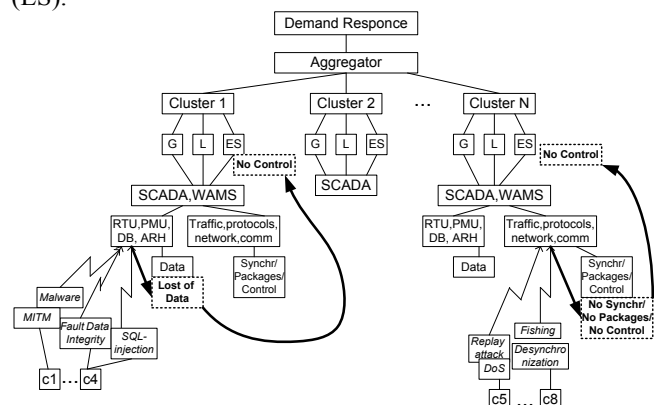 (ES).
Demand Responce
Aggregator
Cluster 1
Cluster 2
...
Cluster N
G
L
ES
G
L
ES
G
L
ES
No Control
No Control
SCADA,WAMS
SCADA
SCADA,WAMS
RTU,PMU,
DB, ARH
Traffic,protocols,
network,comm
RTU,PMU,
DB, ARH
Traffic,protocols,
network,comm
Data
Lost of
Data
Synchr/
Packages/
Control
Data
Synchr/
Packages/
Control
No Synchr/
No Packages/
No Control
Malware
MITM
Fault Data
Integrity
SQL-
injection
Replay
attack
DoS
Fishing
Desynchro
nization
c1
...
c4
c5
...
c8